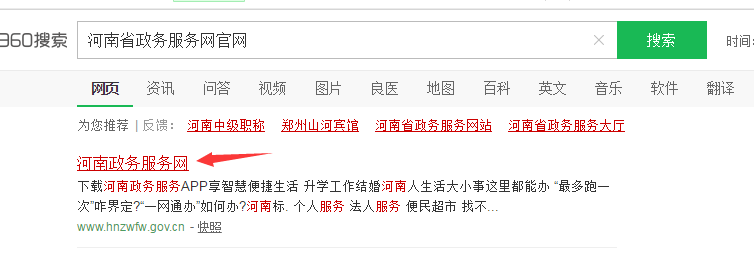 360搜索 河南省政务服务网官网 搜索 时间
网页 资讯 问答 视频 图片 良医 地图 百科 英文 音乐 软件 翻译
为您推荐 | 反馈: 河南中级职称 郑州山河宾馆 河南省政务服务网站 河南省政务服务大厅
河南政务服务网
下载河南政务服务APP享智慧便捷生活 升学工作结婚河南人生活大小事这里都能办 “最多跑一
次”咋界定?“一网通办”如何办?河南标. 个人服务 法人服务 便民超市 找不...
www.hnzwfw.gov.cn - 快照